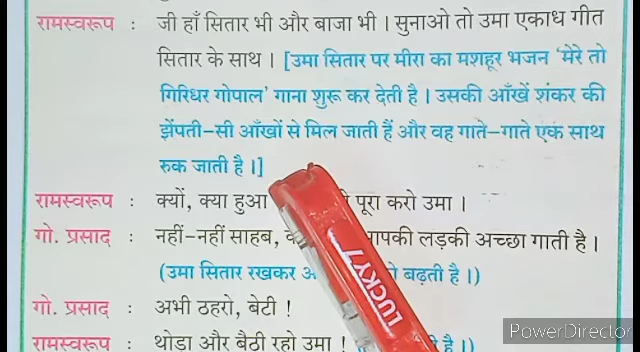 रामस्वरूप : जी हाँ सितार भी और बाजा भी । सुनाओ तो उमा एकाध गीत
सितार के साथ । [उमा सितार पर मीरा का मशहूर भजन ‘मेरे तो
गिरिधर गोपाल’ गाना शुरू कर देती है । उसकी आँखें शंकर की
झेंपती-सी आँखों से मिल जाती हैं और वह गाते-गाते एक साथ
रुक जाती है ।]
रामस्वरूप : क्यों, क्या हुआ पूरा करो उमा ।
गो. प्रसाद : नहीं-नहीं साहब, लड़की अच्छा गाती है ।
(उमा सितार रखकर बढ़ती है ।)
गो. प्रसाद : अभी ठहरो, बेटी !
रामस्वरूप : थोड़ा और बैठी रहो उमा ! है ।)
LUCKY7
PowerDirector